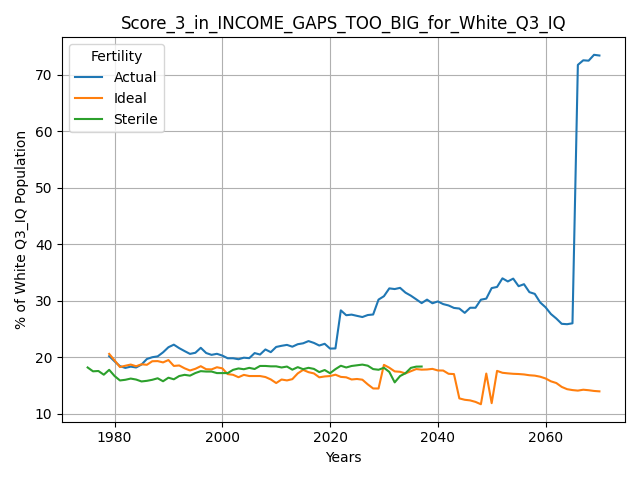 Score_3_in_INCOME_GAPS_TOO_BIG_for_White_Q3_IQ
Fertility
Actual
Ideal
Sterile
% of White Q3_IQ Population
70
60
50
40
30
20
10
1980
2000
2020
2040
2060
Years